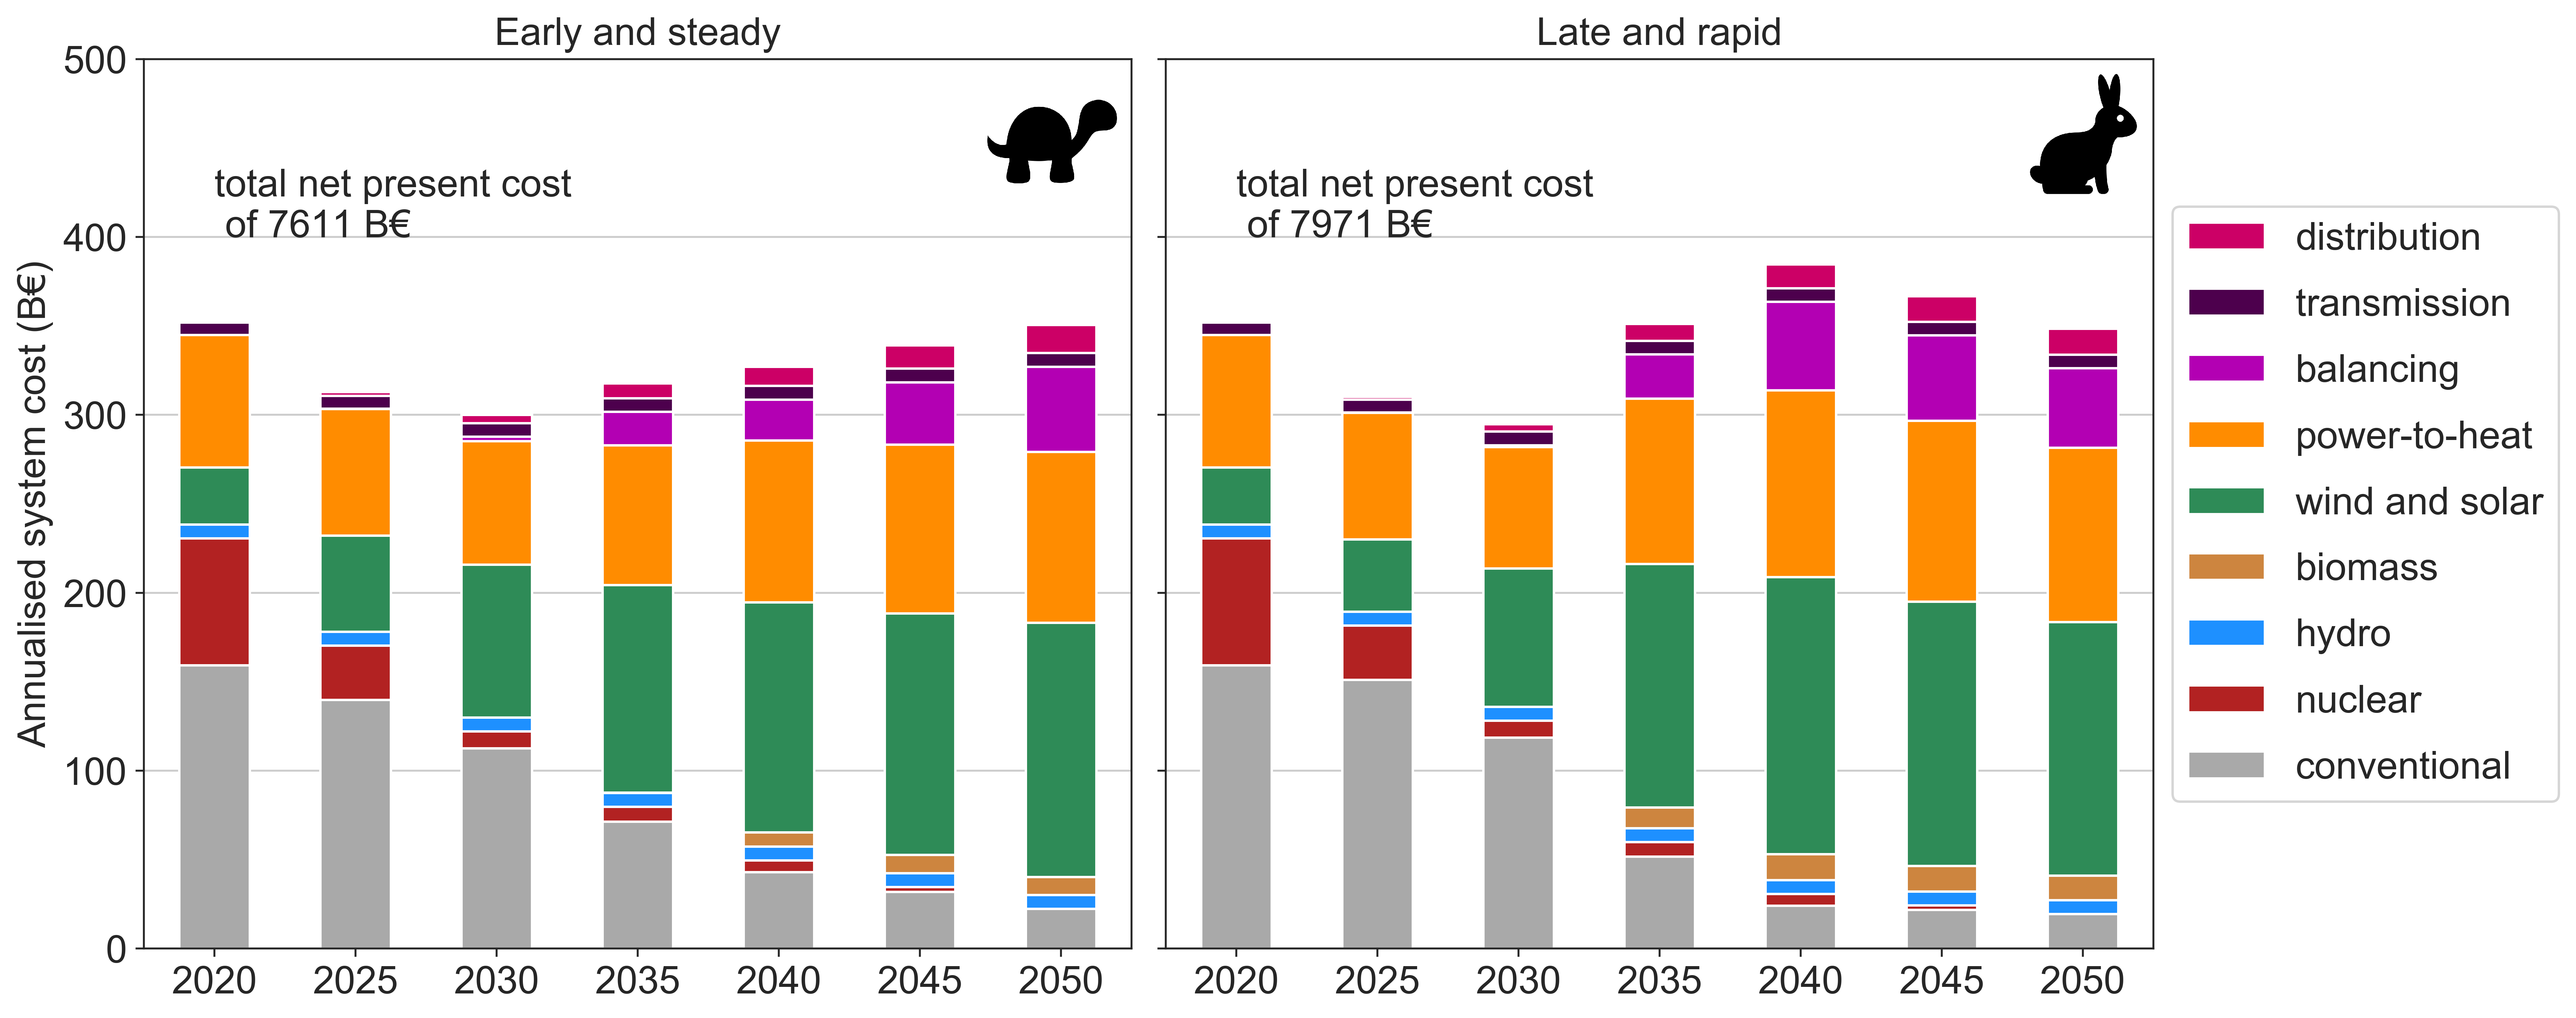 Early and steady
Late and rapid
Annualised system cost (B€)
500
400
300
200
100
0
total net present cost
of 7611 B€
2020 2025 2030 2035 2040 2045 2050
total net present cost
of 7971 B€
2020 2025 2030 2035 2040 2045 2050
distribution
transmission
balancing
power-to-heat
wind and solar
biomass
hydro
nuclear
conventional